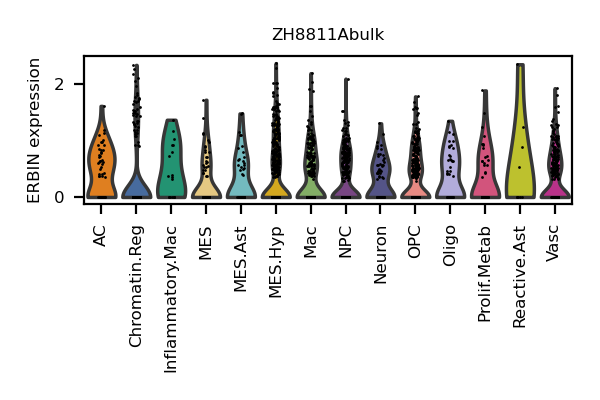 ZH8811Abulk
ERBIN expression
2
0
AC
Chromatin.Reg
Inflammatory.Mac
MES
MES.Ast
MES.Hyp
Mac
NPC
Neuron
OPC
Oligo
Prolif.Metab
Reactive.Ast
Vasc